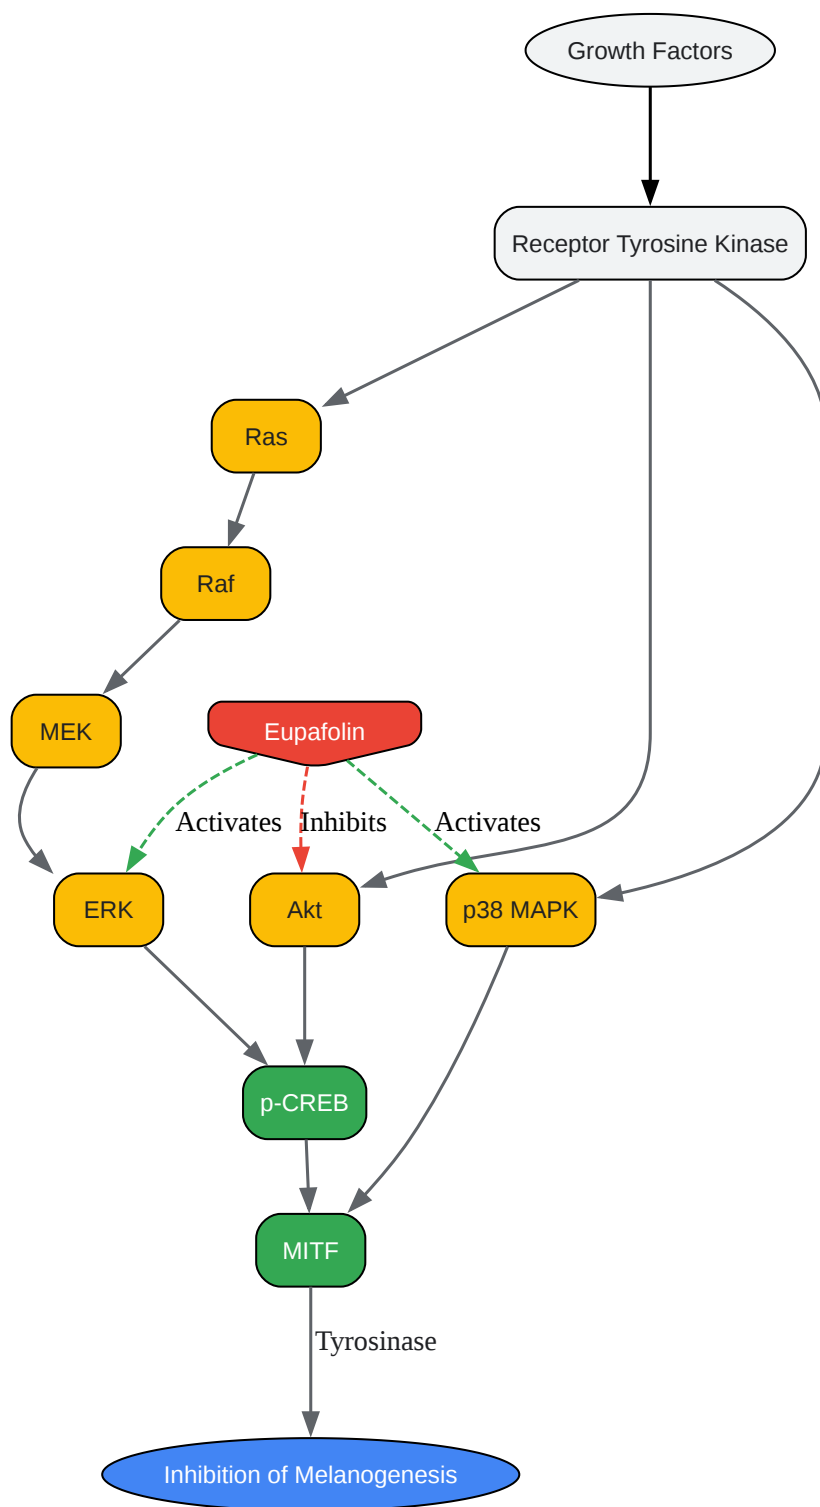 Growth Factors
Receptor Tyrosine Kinase
Ras
Raf
MEK
Eupafolin
Activates
Inhibits
Activates
ERK
Akt
p38 MAPK
p-CREB
MITF
Tyrosinase
Inhibition of Melanogenesis